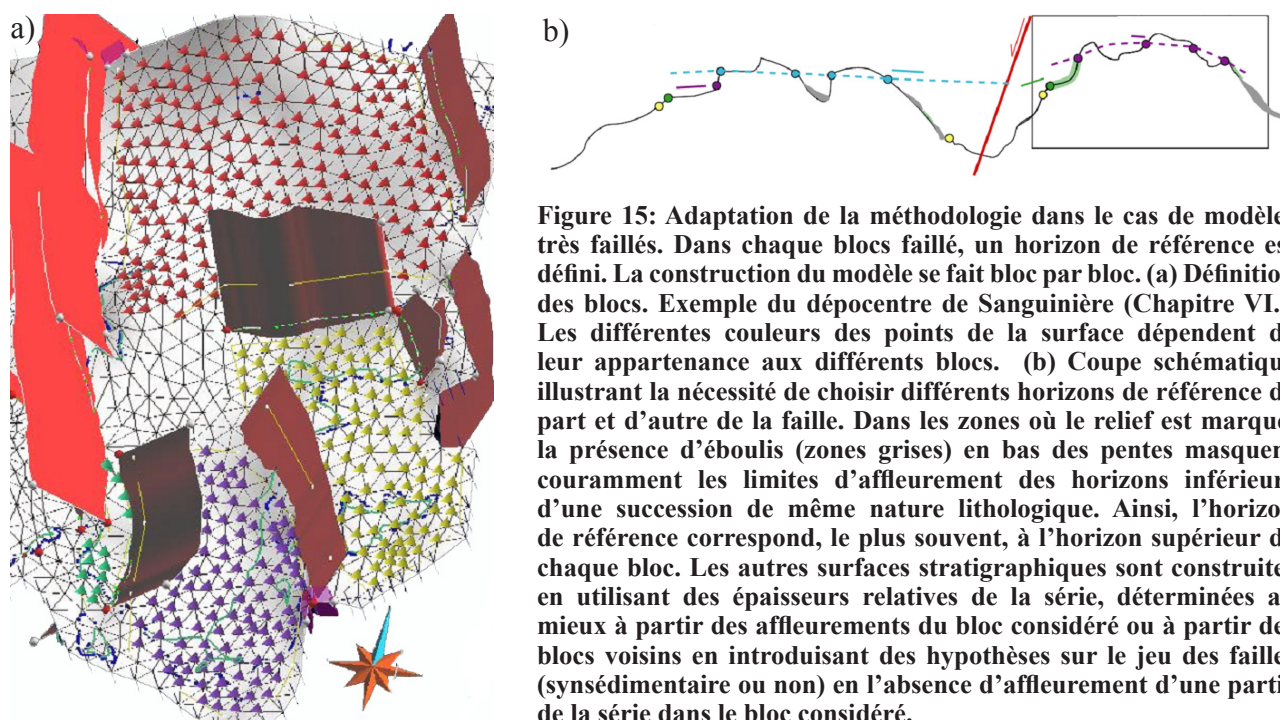 a)
b)
Figure 15: Adaptation de la méthodologie dans le cas de modèle
très faillés. Dans chaque blocs faillé, un horizon de référence es
défini. La construction du modèle se fait bloc par bloc. (a) Définitio
des blocs. Exemple du dépocentre de Sanguinière (Chapitre VI.
Les différentes couleurs des points de la surface dépendent d
leur appartenance aux différents blocs. (b) Coupe schématiqu
illustrant la nécessité de choisir différents horizons de référence d
part et d’autre de la faille. Dans les zones où le relief est marqu
la présence d’éboulis (zones grises) en bas des pentes masquen
couramment les limites d’affleurement des horizons inférieur
d’une succession de même nature lithologique. Ainsi, l’horizo
de référence correspond, le plus souvent, à l’horizon supérieur d
chaque bloc. Les autres surfaces stratigraphiques sont construite
en utilisant des épaisseurs relatives de la série, déterminées a
mieux à partir des affleurements du bloc considéré ou à partir de
blocs voisins en introduisant des hypothèses sur le jeu des faille
(synsédimentaire ou non) en l’absence d’affleurement d’une parti
de la série dans le bloc considéré.